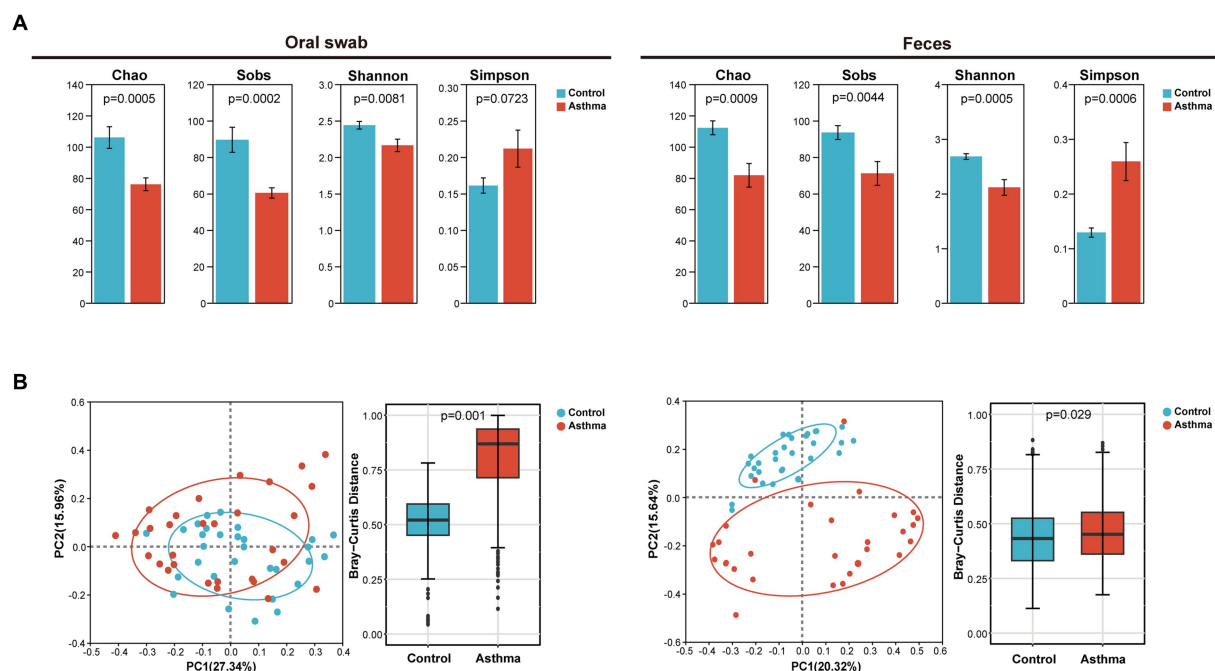 A
Oral swab
Feces
Chao
Sobs
Shannon
Simpson
Chao
Sobs
Shannon
Simpson
p=0.0005
p=0.0002
p=0.0081
p=0.0723
p=0.0009
p=0.0044
p=0.0005
p=0.0006
Control
Asthma
Control
Asthma
140
120
100
80
60
40
20
0
120
100
80
60
40
20
0
3.0
2.5
2.0
1.5
1.0
0.5
0.0
0.30
0.25
0.20
0.15
0.10
0.05
0.00
140
120
100
80
60
40
20
0
120
100
80
60
40
20
0
4
3
2
1
0
0.4
0.3
0.2
0.1
0.0
B
PC2(15.96%)
0.6
0.4
0.2
0.0
-0.2
-0.4
-0.5 -0.4 -0.3 -0.2 -0.1 0.0 0.1 0.2 0.3 0.4 0.5
PC1(27.34%)
Bray-Curtis Distance
1.00
0.75
0.50
0.25
0.00
p=0.001
Control Asthma
Control
Asthma
PC2(15.64%)
0.4
0.2
0.0
-0.2
-0.4
-0.6
-0.5 -0.4 -0.3 -0.2 -0.1 0.0 0.1 0.2 0.3 0.4 0.5 0.6
PC1(20.32%)
Bray-Curtis Distance
1.00
0.75
0.50
0.25
0.00
p=0.029
Control Asthma
Control
Asthma